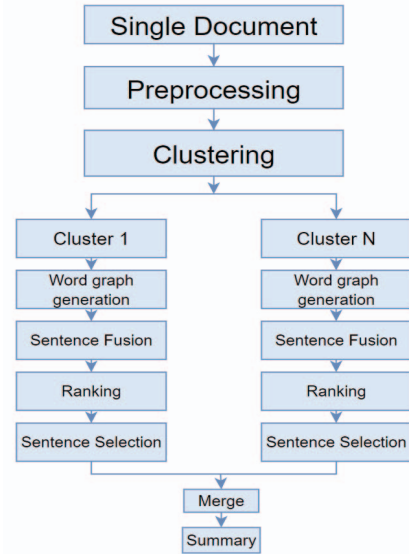 Single Document
Preprocessing
Clustering
Cluster 1
Word graph
generation
Sentence Fusion
Ranking
Sentence Selection
Cluster N
Word graph
generation
Sentence Fusion
Ranking
Sentence Selection
Merge
Summary